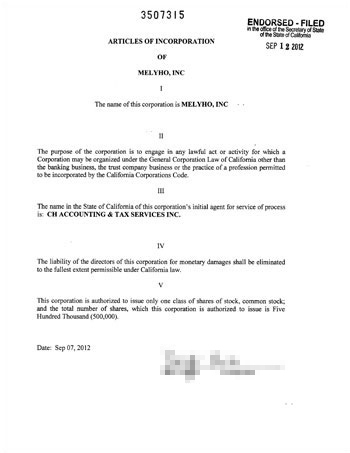 3507315
ENDORSED - FILED
in the office of the Secretary of State
of the State of California
SEP 12 2012
ARTICLES OF INCORPORATION
OF
MELYHO, INC
I
The name of this corporation is MELYHO, INC
II
The purpose of the corporation is to engage in any lawful act or activity for which a
Corporation may be organized under the General Corporation Law of California other than
the banking business, the trust company business or the practice of a profession permitted
to be incorporated by the California Corporations Code.
III
The name in the State of California of this corporation's initial agent for service of process
is: CH ACCOUNTING & TAX SERVICES INC.
IV
The liability of the directors of this corporation for monetary damages shall be eliminated
to the fullest extent permissible under California law.
V
This corporation is authorized to issue only one class of shares of stock, common stock;
and the total number of shares, which this corporation is authorized to issue is Five
Hundred Thousand (500,000).
Date: Sep 07, 2012